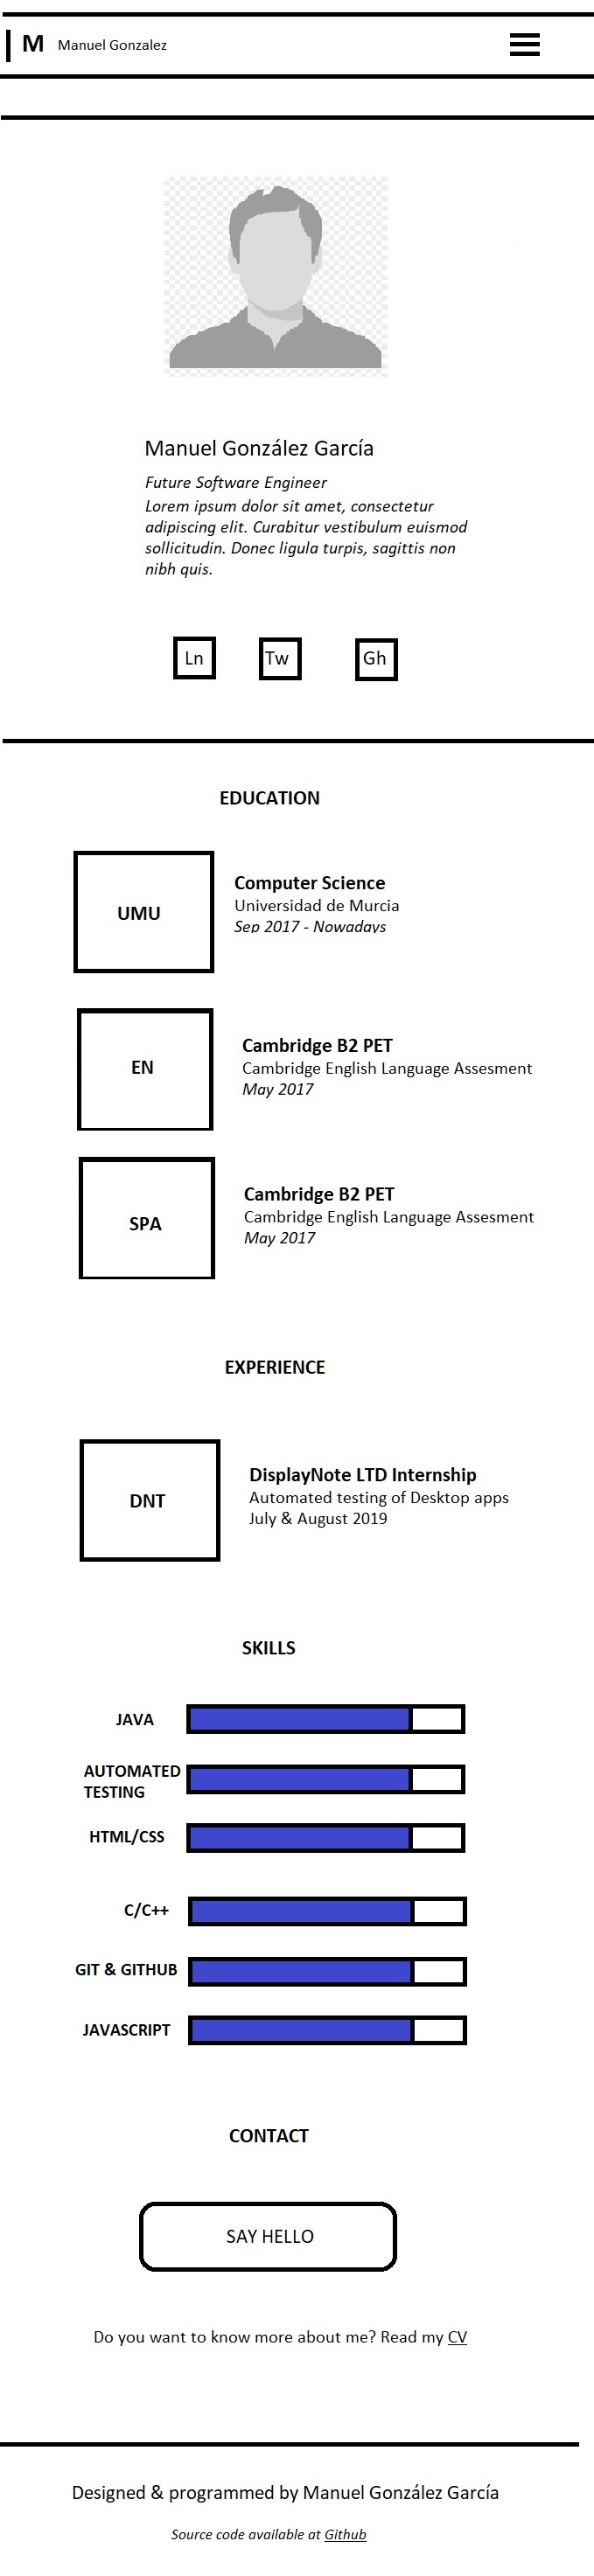 M Manuel Gonzalez
Manuel González García
Future Software Engineer
Lorem ipsum dolor sit amet, consectetur
adipiscing elit. Curabitur vestibulum euismod
sollicitudin. Donec ligula turpis, sagittis non
nibh quis.
Ln Tw Gh
EDUCATION
UMU
Computer Science
Universidad de Murcia
Sep 2017 - Nowadays
EN
Cambridge B2 PET
Cambridge English Language Assesment
May 2017
SPA
Cambridge B2 PET
Cambridge English Language Assesment
May 2017
EXPERIENCE
DNT
DisplayNote LTD Internship
Automated testing of Desktop apps
July & August 2019
SKILLS
JAVA
AUTOMATED
TESTING
HTML/CSS
C/C++
GIT & GITHUB
JAVASCRIPT
CONTACT
SAY HELLO
Do you want to know more about me? Read my CV
Designed & programmed by Manuel González García
Source code available at Github